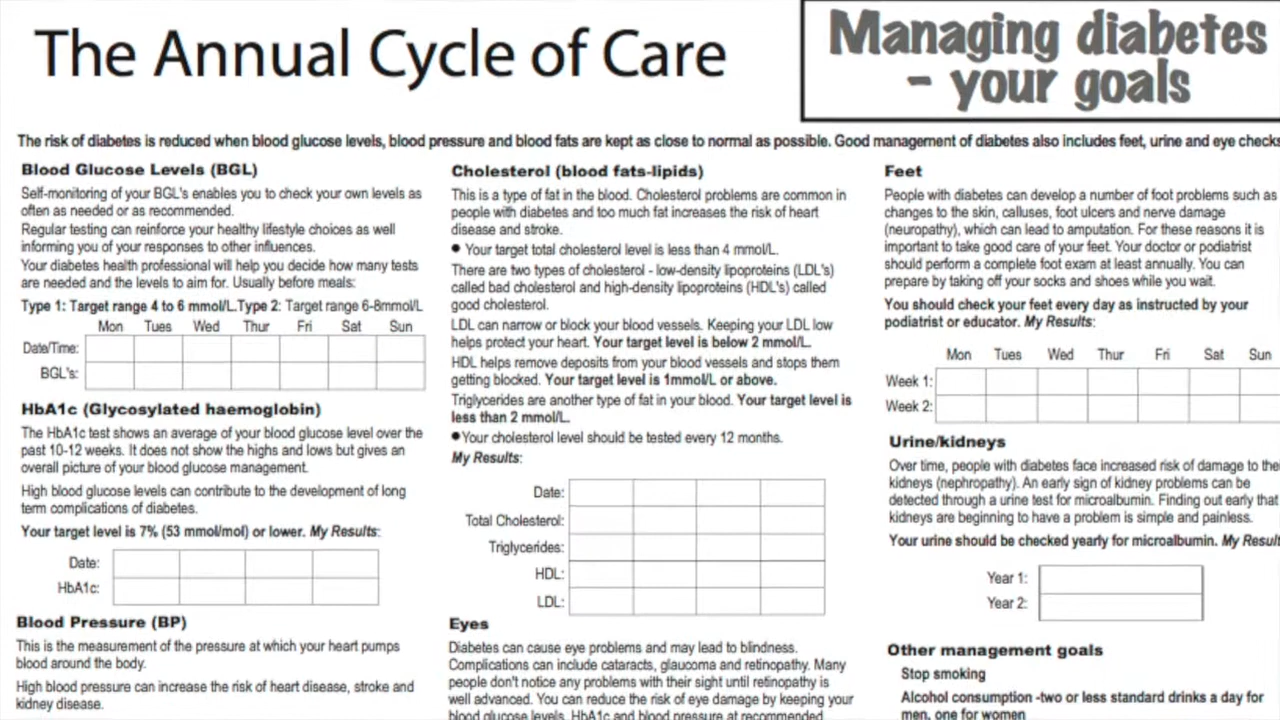 The Annual Cycle of Care
Managing diabetes
- your goals
The risk of diabetes is reduced when blood glucose levels, blood pressure and blood fats are kept as close to normal as possible. Good management of diabetes also includes feet, urine and eye checks
Blood Glucose Levels (BGL)
Self-monitoring of your BGL's enables you to check your own levels as
often as needed or as recommended.
Regular testing can reinforce your healthy lifestyle choices as well
informing you of your responses to other influences.
Your diabetes health professional will help you decide how many tests
are needed and the levels to aim for. Usually before meals:
Type 1: Target range 4 to 6 mmol/L.Type 2: Target range 6-8mmol/L
Mon Tues Wed Thur Fri Sat Sun
Date/Time:
BGL's:
HbA1c (Glycosylated haemoglobin)
The HbA1c test shows an average of your blood glucose level over the
past 10-12 weeks. It does not show the highs and lows but gives an
overall picture of your blood glucose management.
High blood glucose levels can contribute to the development of long
term complications of diabetes.
Your target level is 7% (53 mmol/mol) or lower. My Results:
Date:
HbA1c:
Blood Pressure (BP)
This is the measurement of the pressure at which your heart pumps
blood around the body.
High blood pressure can increase the risk of heart disease, stroke and
kidney disease.
Cholesterol (blood fats-lipids)
This is a type of fat in the blood. Cholesterol problems are common in
people with diabetes and too much fat increases the risk of heart
disease and stroke.
● Your target total cholesterol level is less than 4 mmol/L.
There are two types of cholesterol - low-density lipoproteins (LDL's)
called bad cholesterol and high-density lipoproteins (HDL's) called
good cholesterol.
LDL can narrow or block your blood vessels. Keeping your LDL low
helps protect your heart. Your target level is below 2 mmol/L.
HDL helps remove deposits from your blood vessels and stops them
getting blocked. Your target level is 1mmol/L or above.
Triglycerides are another type of fat in your blood. Your target level is
less than 2 mmol/L.
●Your cholesterol level should be tested every 12 months.
My Results:
Date:
Total Cholesterol:
Triglycerides:
HDL:
LDL:
Eyes
Diabetes can cause eye problems and may lead to blindness.
Complications can include cataracts, glaucoma and retinopathy. Many
people don't notice any problems with their sight until retinopathy is
well advanced. You can reduce the risk of eye damage by keeping your
blood glucose levels, HbA1c and blood pressure at recommended
Feet
People with diabetes can develop a number of foot problems such as
changes to the skin, calluses, foot ulcers and nerve damage
(neuropathy), which can lead to amputation. For these reasons it is
important to take good care of your feet. Your doctor or podiatrist
should perform a complete foot exam at least annually. You can
prepare by taking off your socks and shoes while you wait.
You should check your feet every day as instructed by your
podiatrist or educator. My Results:
Mon Tues Wed Thur Fri Sat Sun
Week 1:
Week 2:
Urine/kidneys
Over time, people with diabetes face increased risk of damage to the
kidneys (nephropathy). An early sign of kidney problems can be
detected through a urine test for microalbumin. Finding out early that
kidneys are beginning to have a problem is simple and painless.
Your urine should be checked yearly for microalbumin. My Result
Year 1:
Year 2:
Other management goals
Stop smoking
Alcohol consumption -two or less standard drinks a day for
men, one for women